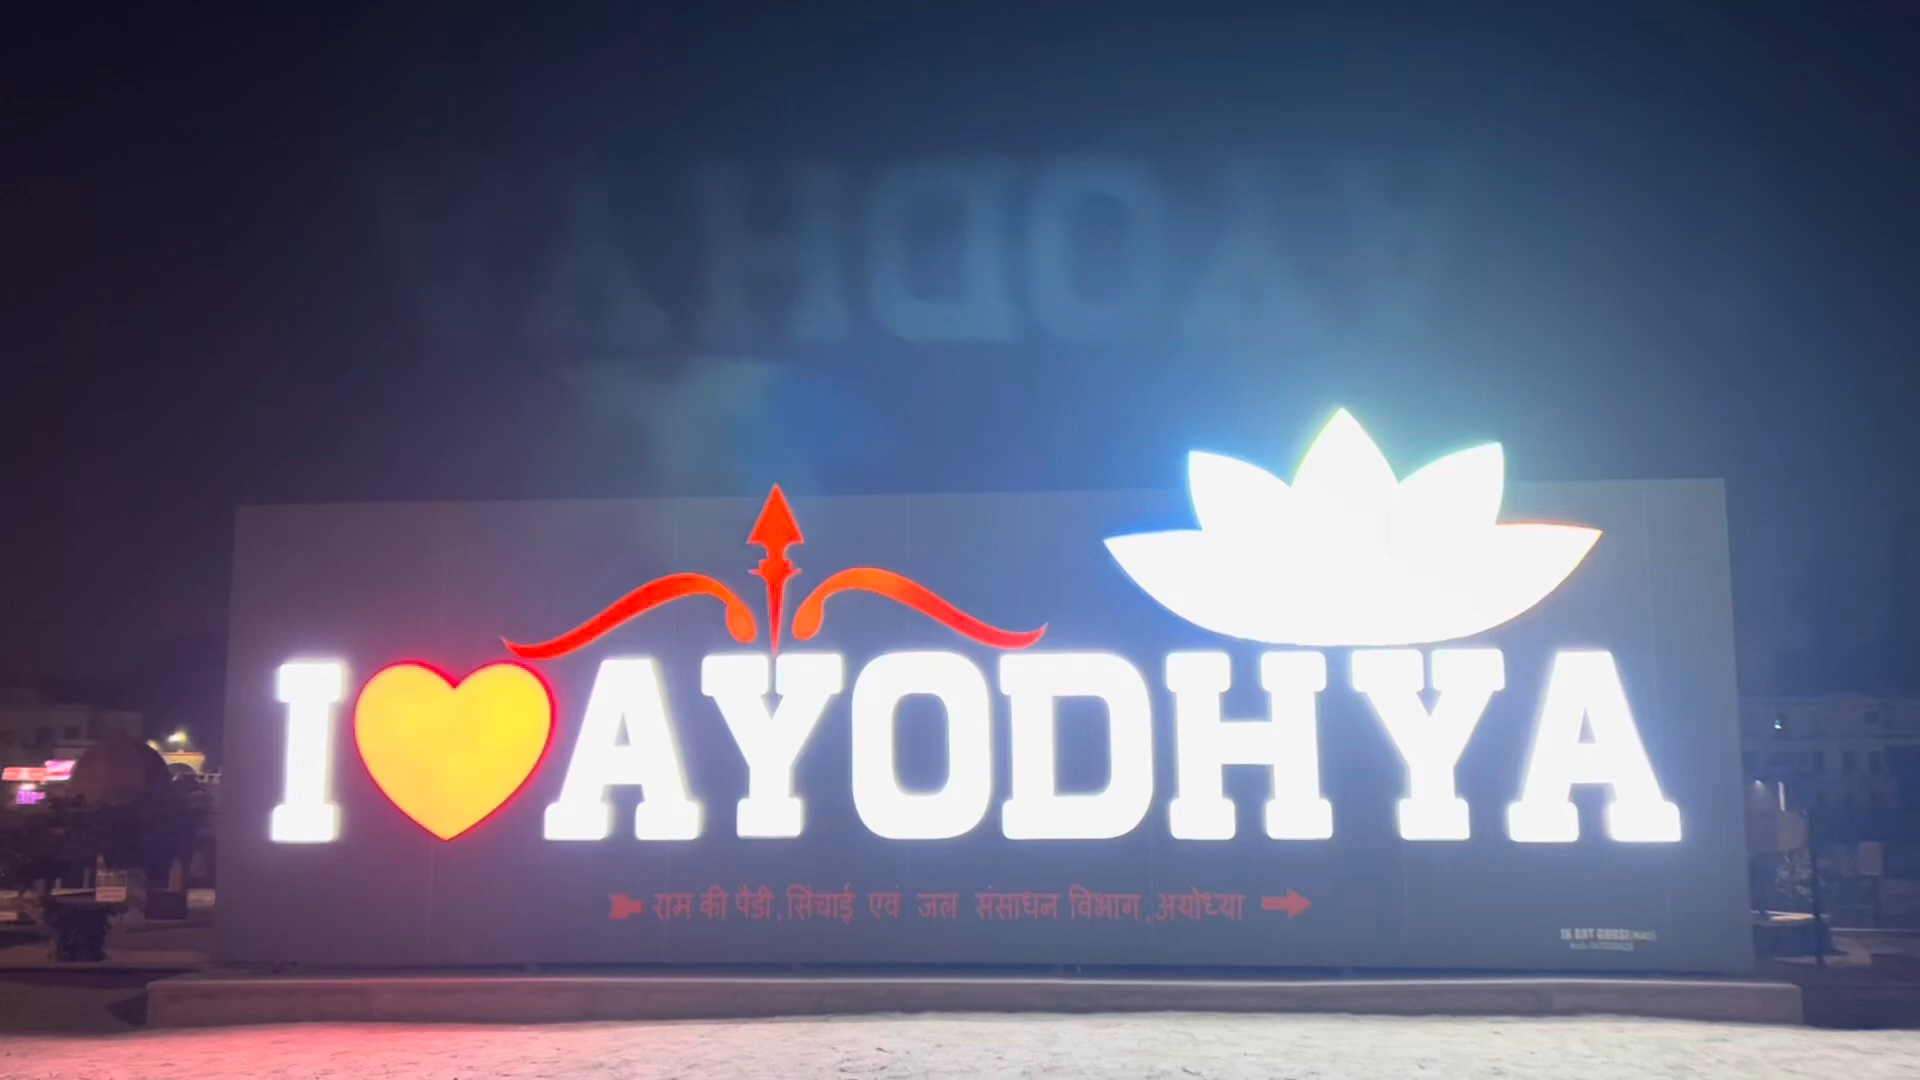 I ❤ AYODHYA
राम की पैडी, सिंचाई एवं जल संसाधन विभाग, अयोध्या